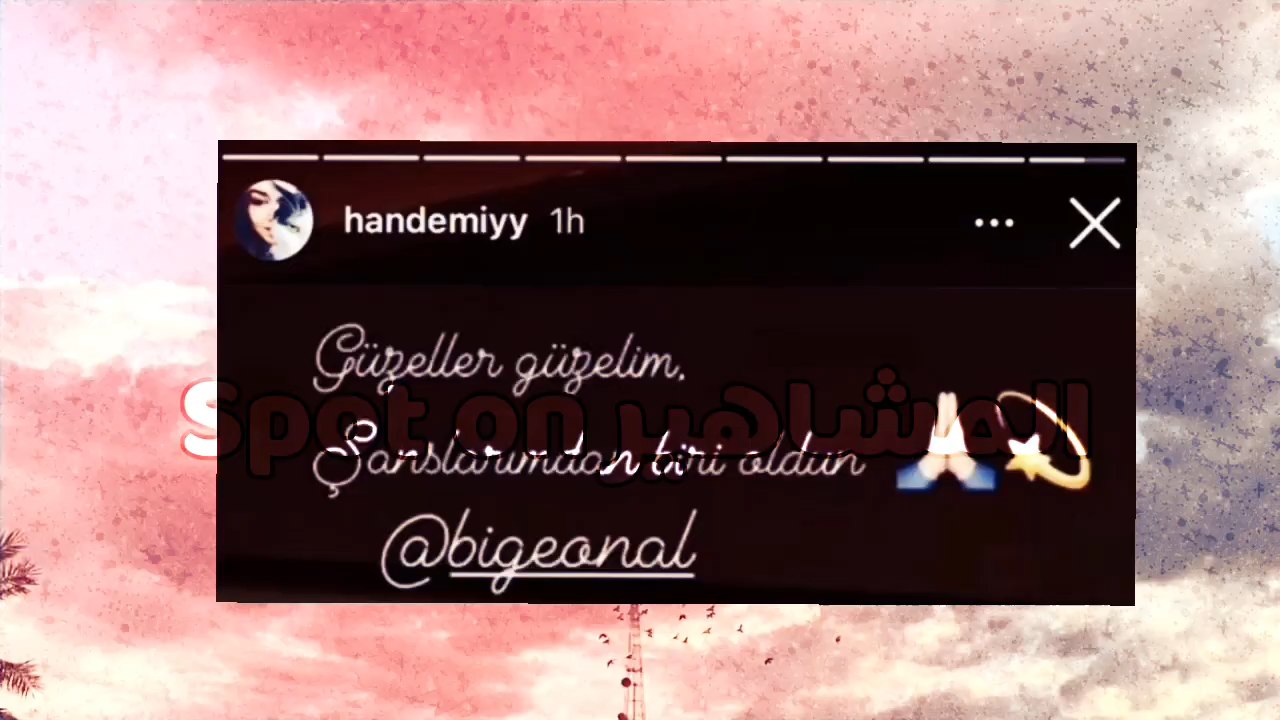 handemiyy 1h
Güzeller güzelim,
Şanslarımdan biri oldun 🙏💫
@bigeonal
Spot on المشاهير